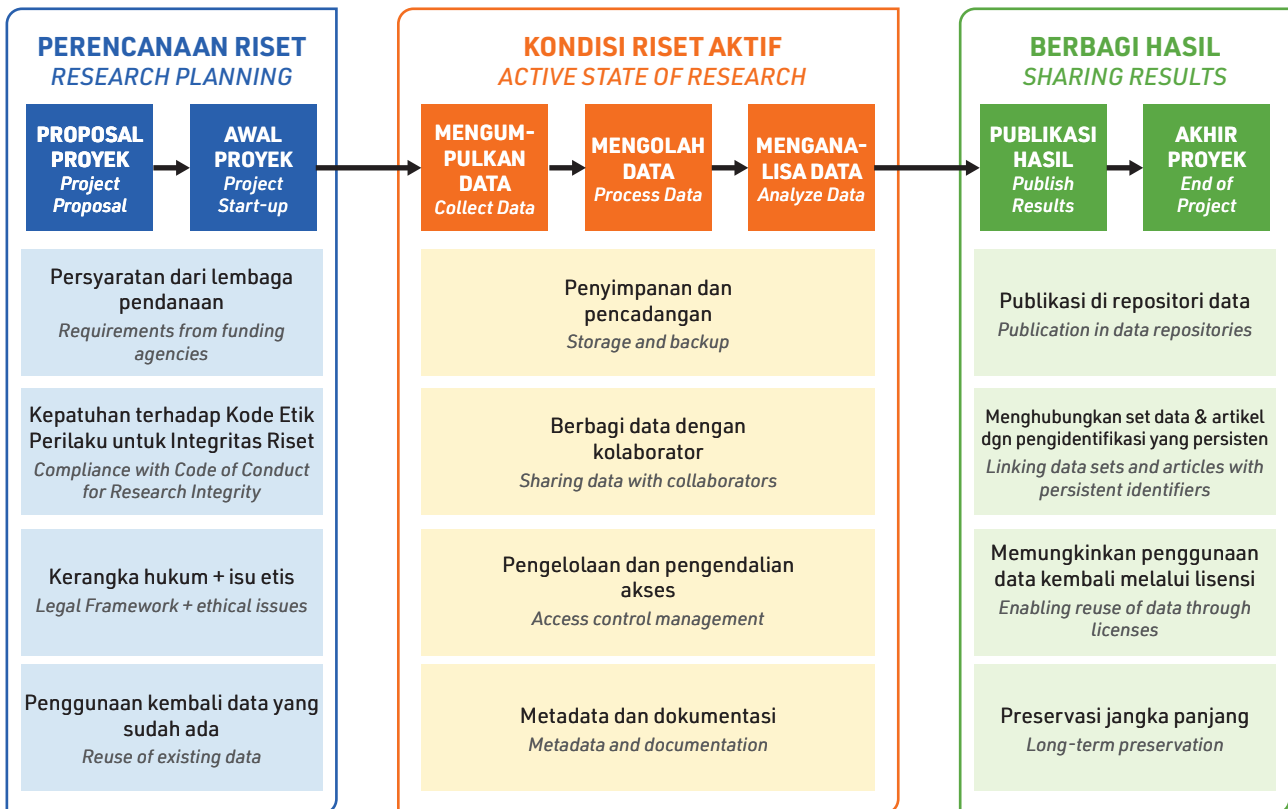 PERENCANAAN RISET
RESEARCH PLANNING
PROPOSAL
PROYEK
Project
Proposal
AWAL
PROYEK
Project
Start-up
Persyaratan dari lembaga
pendanaan
Requirements from funding
agencies
Kepatuhan terhadap Kode Etik
Perilaku untuk Integritas Riset
Compliance with Code of Conduct
for Research Integrity
Kerangka hukum + isu etis
Legal Framework + ethical issues
Penggunaan kembali data yang
sudah ada
Reuse of existing data
KONDISI RISET AKTIF
ACTIVE STATE OF RESEARCH
MENGUM-
PULKAN
DATA
Collect Data
MENGOLAH
DATA
Process Data
MENGANA-
LISA DATA
Analyze Data
Penyimpanan dan
pencadangan
Storage and backup
Berbagi data dengan
kolaborator
Sharing data with collaborators
Pengelolaan dan pengendalian
akses
Access control management
Metadata dan dokumentasi
Metadata and documentation
BERBAGI HASIL
SHARING RESULTS
PUBLIKASI
HASIL
Publish
Results
AKHIR
PROYEK
End of
Project
Publikasi di repositori data
Publication in data repositories
Menghubungkan set data & artikel
dgn pengidentifikasi yang persisten
Linking data sets and articles with
persistent identifiers
Memungkinkan penggunaan
data kembali melalui lisensi
Enabling reuse of data through
licenses
Preservasi jangka panjang
Long-term preservation